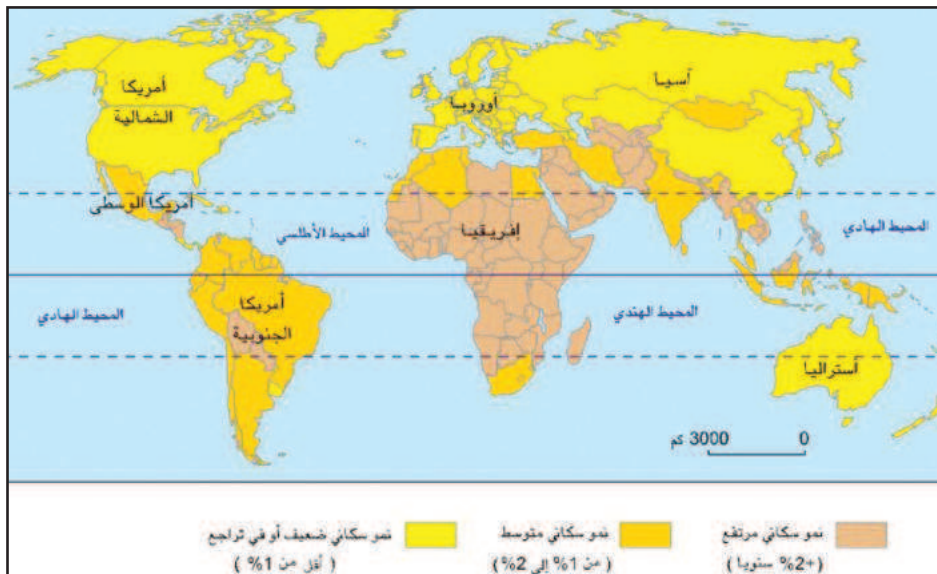 أمريكا
الشمالية
آسيا
أوروبا
أمريكا الوسطى
المحيط الأطلسي
إفريقيا
المحيط الهادي
المحيط الهادي
أمريكا
الجنوبية
المحيط الهندي
أستراليا
3000 كم
0
نمو سكاني مرتفع
(+2% سنويا)
نمو سكاني متوسط
(من 1% إلى 2%)
نمو سكاني ضعيف أو في تراجع
(أقل من 1%)